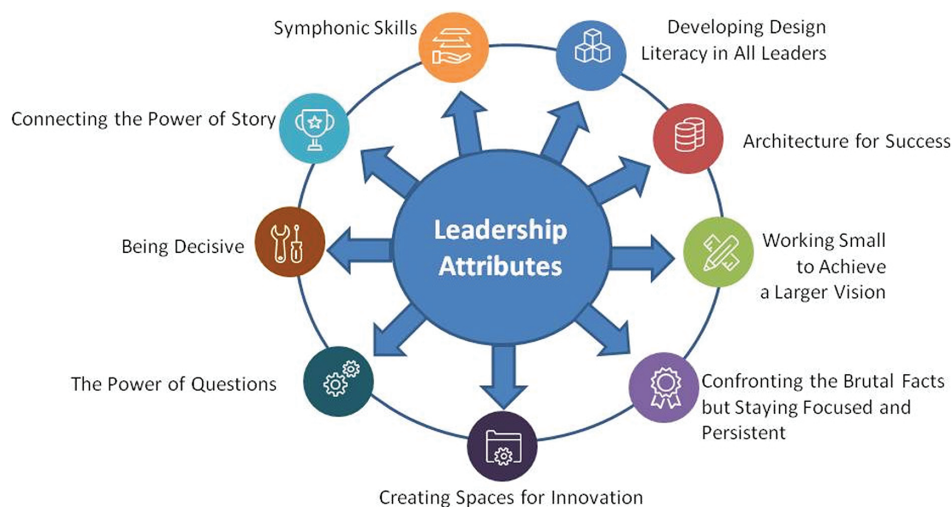 Symphonic Skills
Developing Design
Literacy in All Leaders
Connecting the Power of Story
Architecture for Success
Leadership
Attributes
Being Decisive
Working Small
to Achieve
a Larger Vision
The Power of Questions
Confronting the Brutal Facts
but Staying Focused and
Persistent
Creating Spaces for Innovation